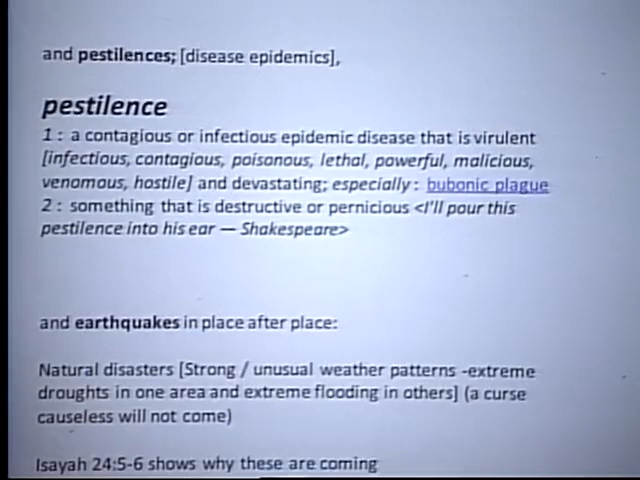 and pestilences; [disease epidemics],
pestilence
1 : a contagious or infectious epidemic disease that is virulent
[infectious, contagious, poisonous, lethal, powerful, malicious,
venomous, hostile] and devastating; especially : bubonic plague
2 : something that is destructive or pernicious <I'll pour this
pestilence into his ear — Shakespeare>
and earthquakes in place after place:
Natural disasters [Strong / unusual weather patterns -extreme
droughts in one area and extreme flooding in others] (a curse
causeless will not come)
Isayah 24:5-6 shows why these are coming